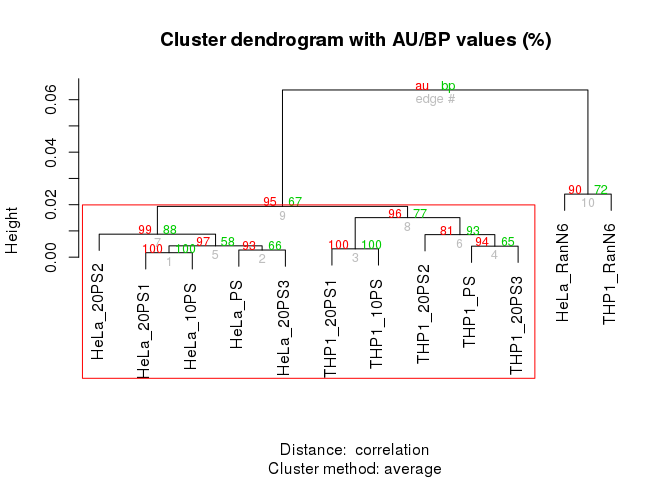 Cluster dendrogram with AU/BP values (%)
au bp
edge #
0.06
0.04
0.02
0.00
Height
95 67
9
90 72
10
96 77
8
99 88
7
81 93
6
97 58
5
94 65
4
100 100
3
93 66
2
100 100
1
HeLa_20PS2
HeLa_20PS1
HeLa_10PS
HeLa_PS
HeLa_20PS3
THP1_20PS1
THP1_10PS
THP1_20PS2
THP1_PS
THP1_20PS3
HeLa_RanN6
THP1_RanN6
Distance: correlation
Cluster method: average